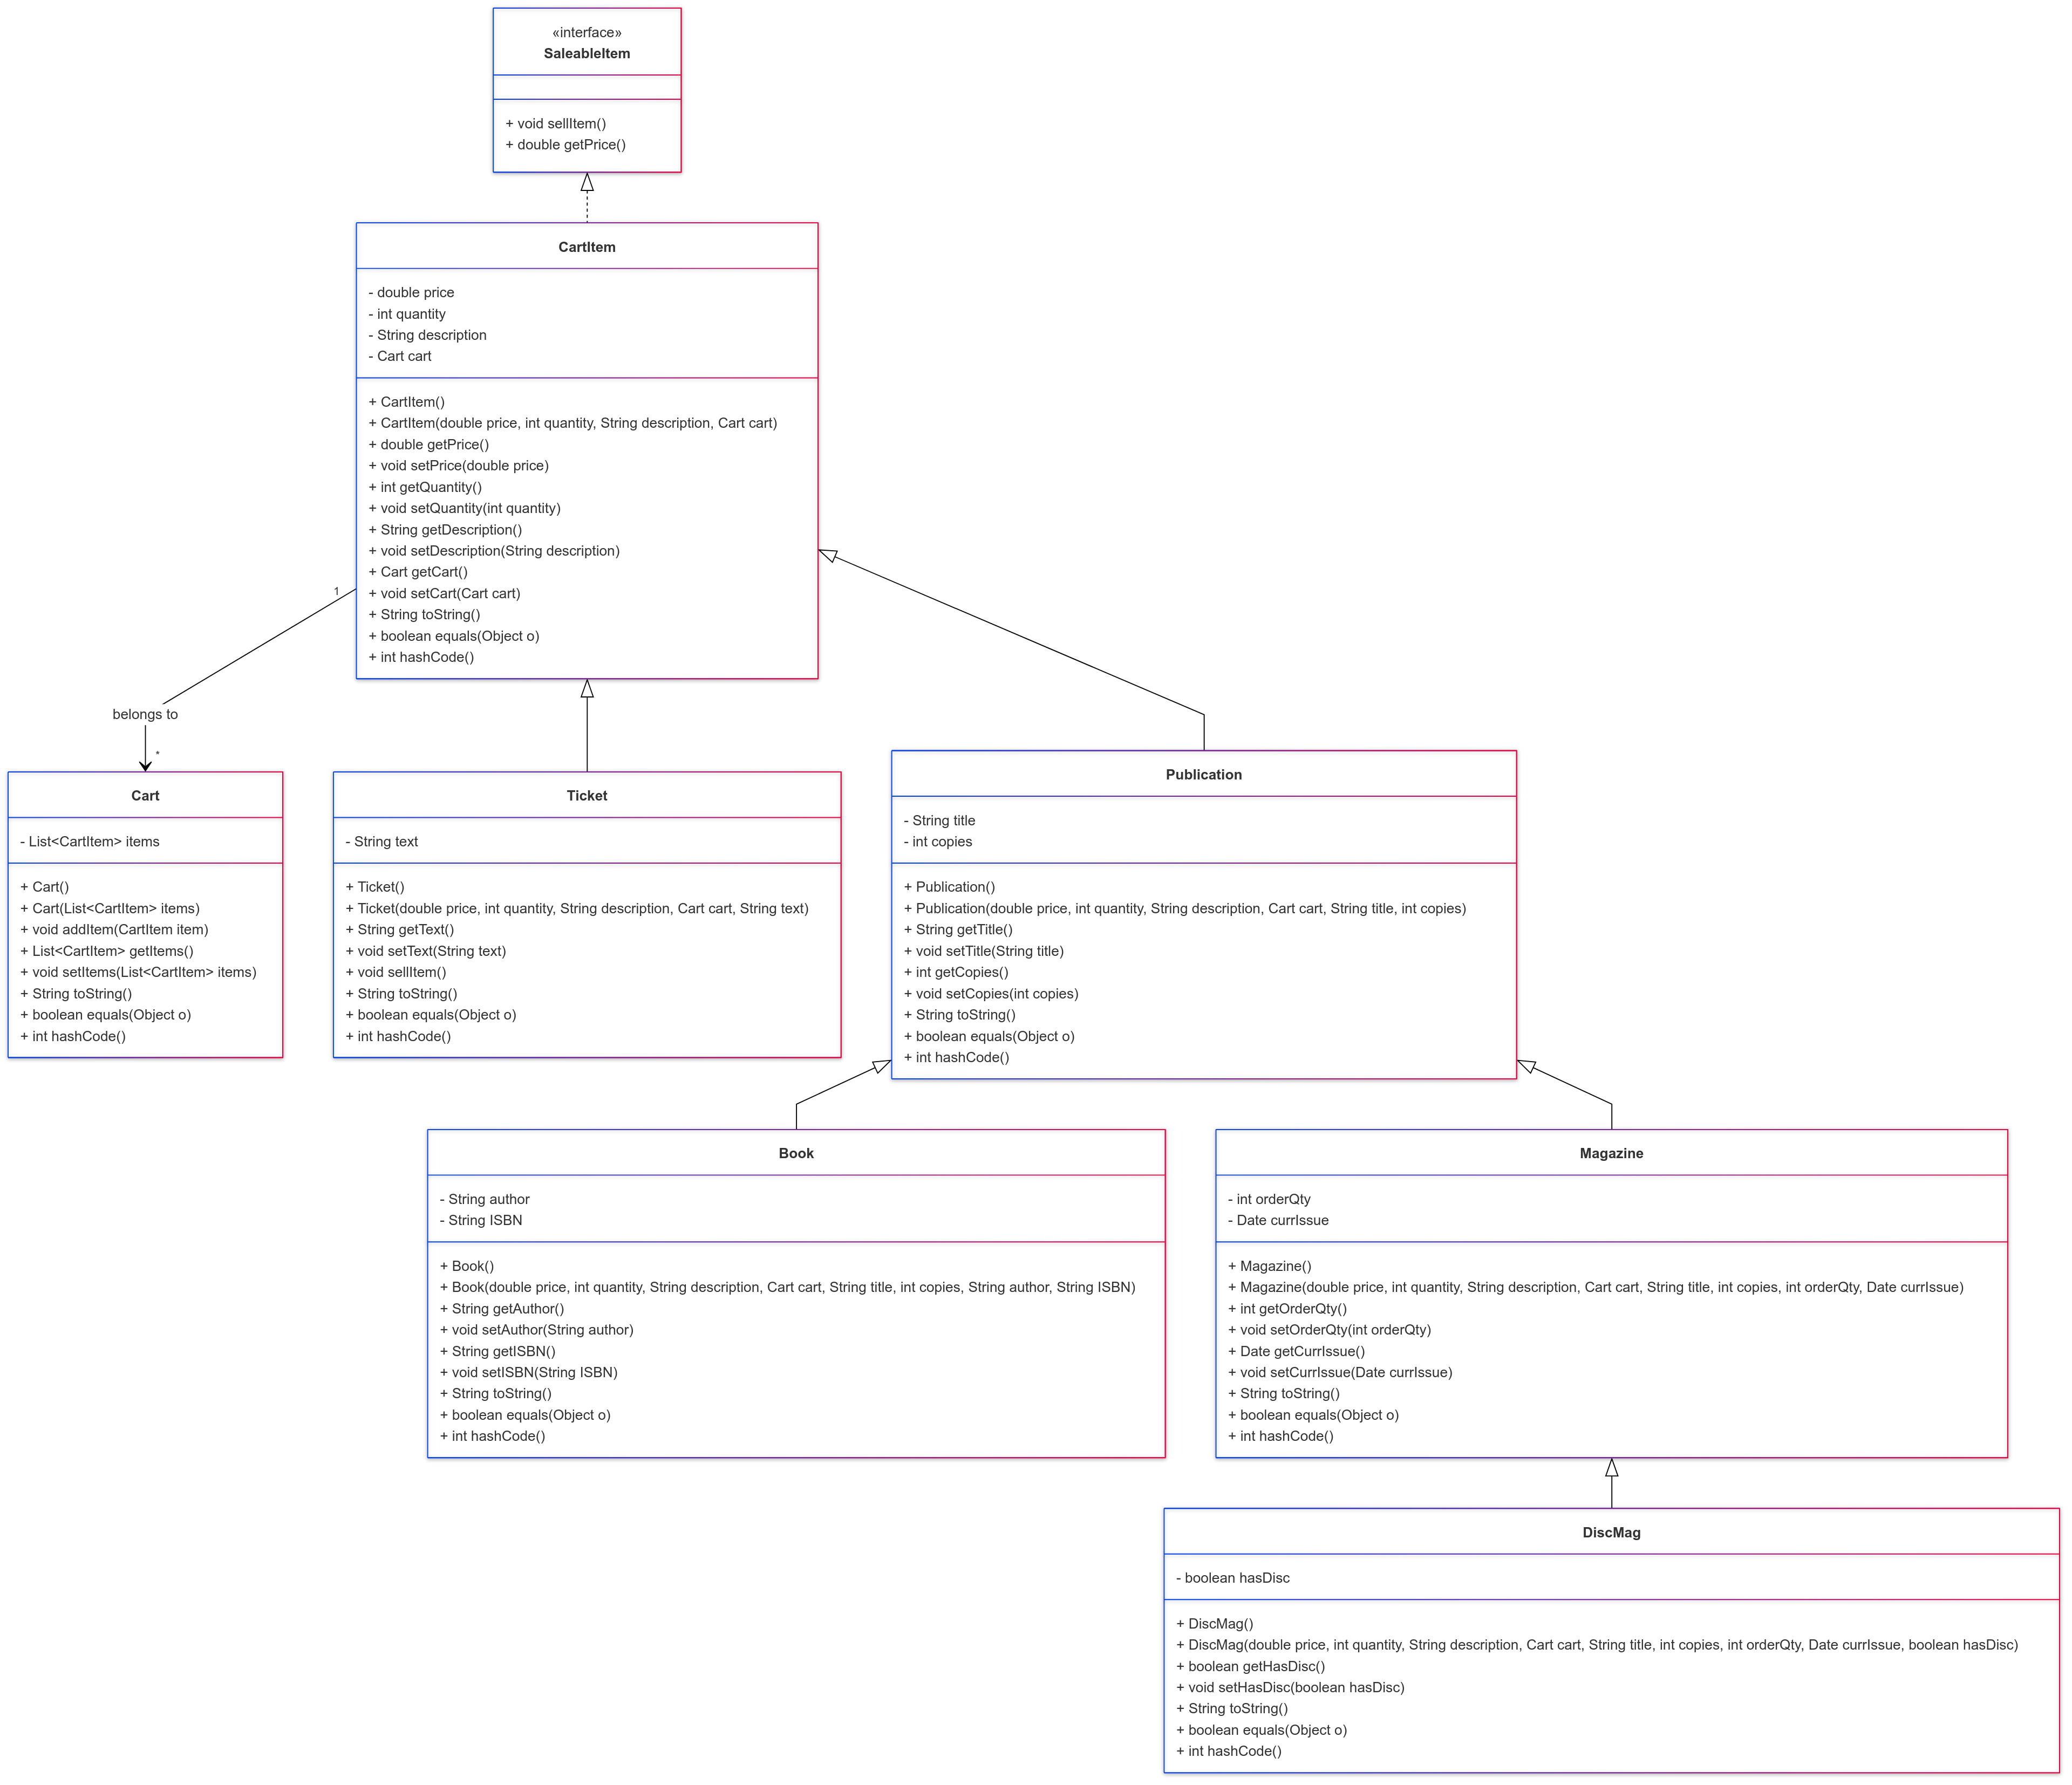 «interface»
SaleableItem
+ void sellItem()
+ double getPrice()
CartItem
- double price
- int quantity
- String description
- Cart cart
+ CartItem()
+ CartItem(double price, int quantity, String description, Cart cart)
+ double getPrice()
+ void setPrice(double price)
+ int getQuantity()
+ void setQuantity(int quantity)
+ String getDescription()
+ void setDescription(String description)
+ Cart getCart()
+ void setCart(Cart cart)
+ String toString()
+ boolean equals(Object o)
+ int hashCode()
1
belongs to
*
Cart
- List<CartItem> items
+ Cart()
+ Cart(List<CartItem> items)
+ void addItem(CartItem item)
+ List<CartItem> getItems()
+ void setItems(List<CartItem> items)
+ String toString()
+ boolean equals(Object o)
+ int hashCode()
Ticket
- String text
+ Ticket()
+ Ticket(double price, int quantity, String description, Cart cart, String text)
+ String getText()
+ void setText(String text)
+ void sellItem()
+ String toString()
+ boolean equals(Object o)
+ int hashCode()
Publication
- String title
- int copies
+ Publication()
+ Publication(double price, int quantity, String description, Cart cart, String title, int copies)
+ String getTitle()
+ void setTitle(String title)
+ int getCopies()
+ void setCopies(int copies)
+ String toString()
+ boolean equals(Object o)
+ int hashCode()
Book
- String author
- String ISBN
+ Book()
+ Book(double price, int quantity, String description, Cart cart, String title, int copies, String author, String ISBN)
+ String getAuthor()
+ void setAuthor(String author)
+ String getISBN()
+ void setISBN(String ISBN)
+ String toString()
+ boolean equals(Object o)
+ int hashCode()
Magazine
- int orderQty
- Date currIssue
+ Magazine()
+ Magazine(double price, int quantity, String description, Cart cart, String title, int copies, int orderQty, Date currIssue)
+ int getOrderQty()
+ void setOrderQty(int orderQty)
+ Date getCurrIssue()
+ void setCurrIssue(Date currIssue)
+ String toString()
+ boolean equals(Object o)
+ int hashCode()
DiscMag
- boolean hasDisc
+ DiscMag()
+ DiscMag(double price, int quantity, String description, Cart cart, String title, int copies, int orderQty, Date currIssue, boolean hasDisc)
+ boolean getHasDisc()
+ void setHasDisc(boolean hasDisc)
+ String toString()
+ boolean equals(Object o)
+ int hashCode()